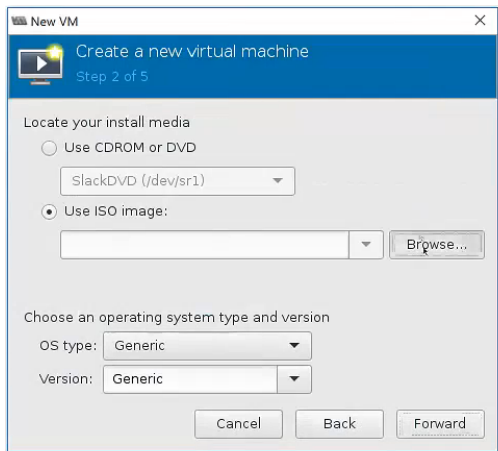 New VM
Create a new virtual machine
Step 2 of 5
Locate your install media
Use CDROM or DVD
SlackDVD (/dev/sr1)
Use ISO image:
Browse...
Choose an operating system type and version
OS type: Generic
Version: Generic
Cancel Back Forward